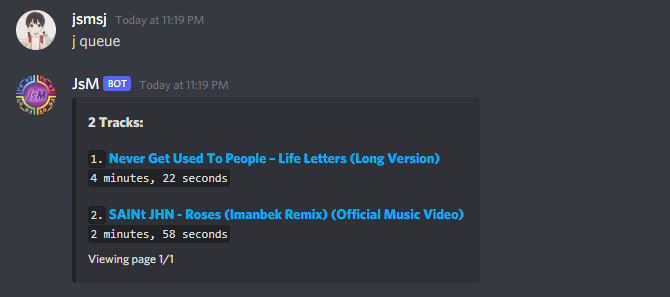 jsmsj Today at 11:19 PM
j queue
JsM BOT Today at 11:19 PM
2 Tracks:
1. Never Get Used To People – Life Letters (Long Version)
4 minutes, 22 seconds
2. SAINt JHN - Roses (Imanbek Remix) (Official Music Video)
2 minutes, 58 seconds
Viewing page 1/1